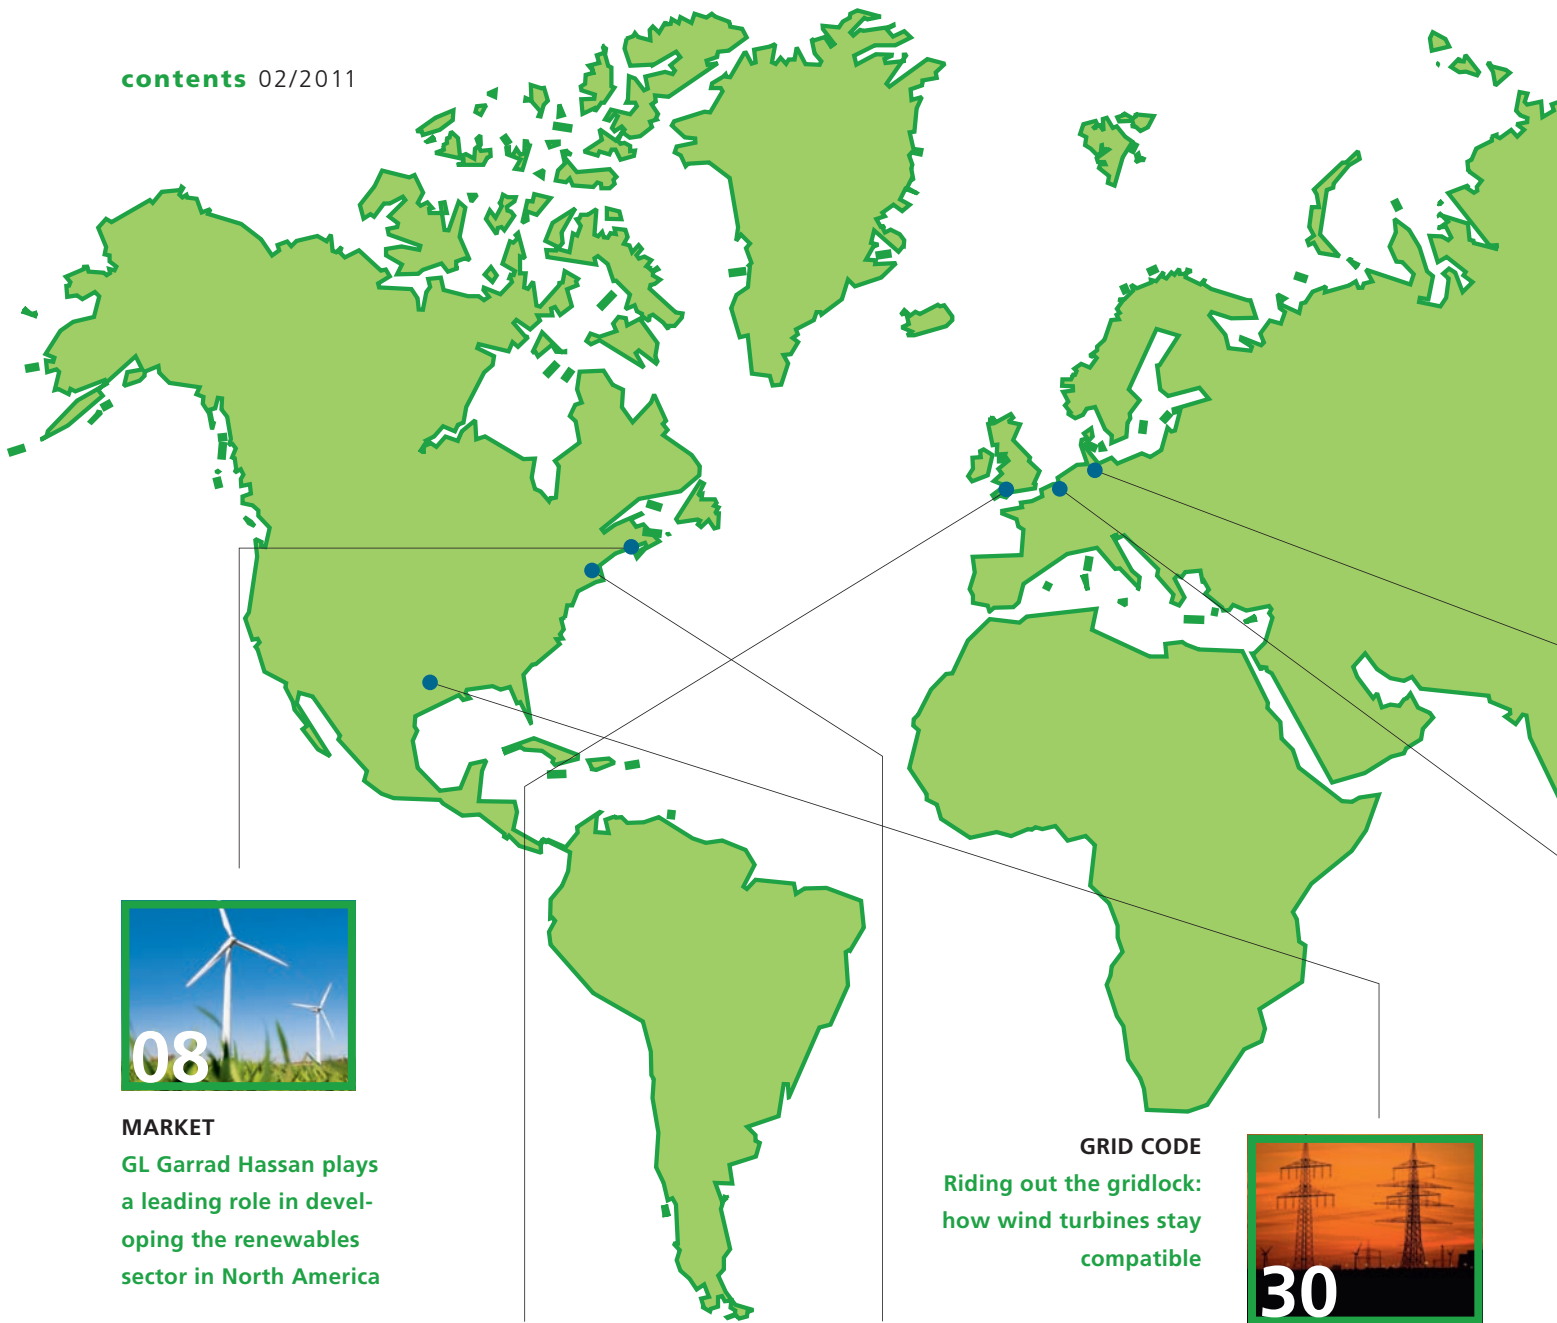 contents 02/2011
08
MARKET
GL Garrad Hassan plays
a leading role in devel-
oping the renewables
sector in North America
GRID CODE
Riding out the gridlock:
how wind turbines stay
compatible
30